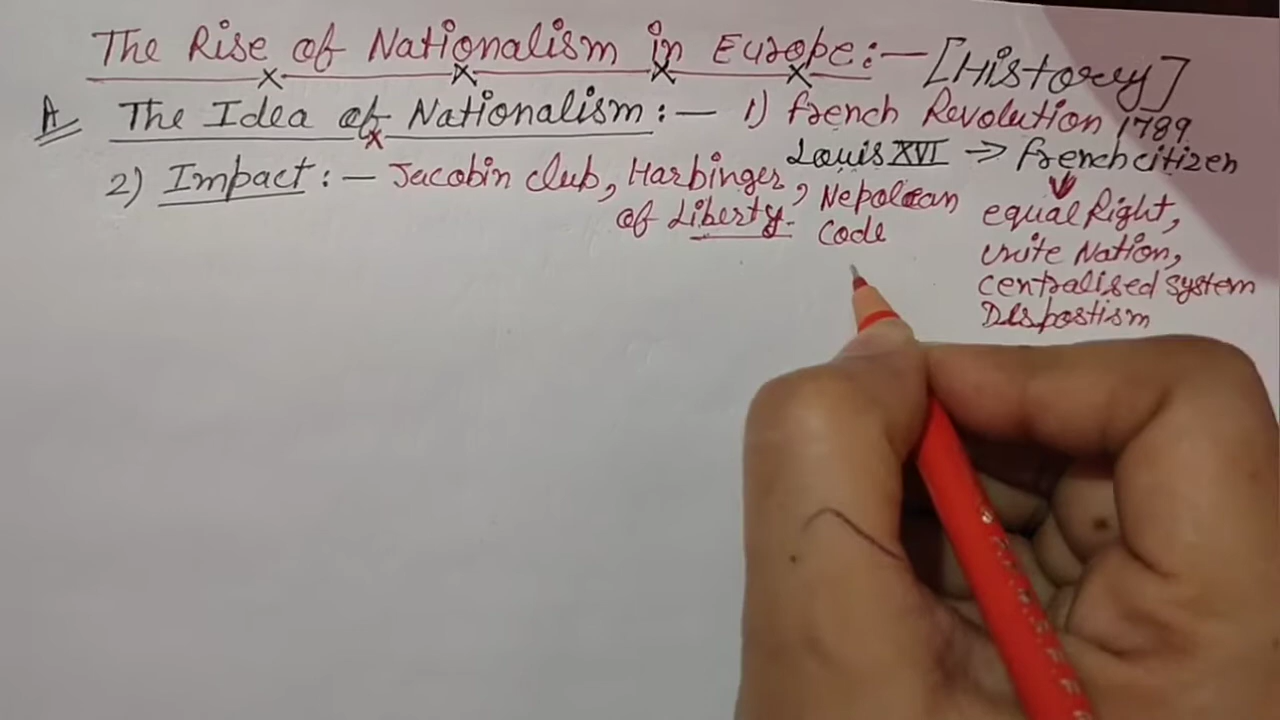 The Rise of Nationalism in Europe:- [History]
A The Idea of Nationalism:- 1) French Revolution 1789
Louis XVI → French citizen
2) Impact:- Jacobin club, Harbinger of Liberty, Nepolean Code
equal Right,
unite Nation,
centralised system
Despostism